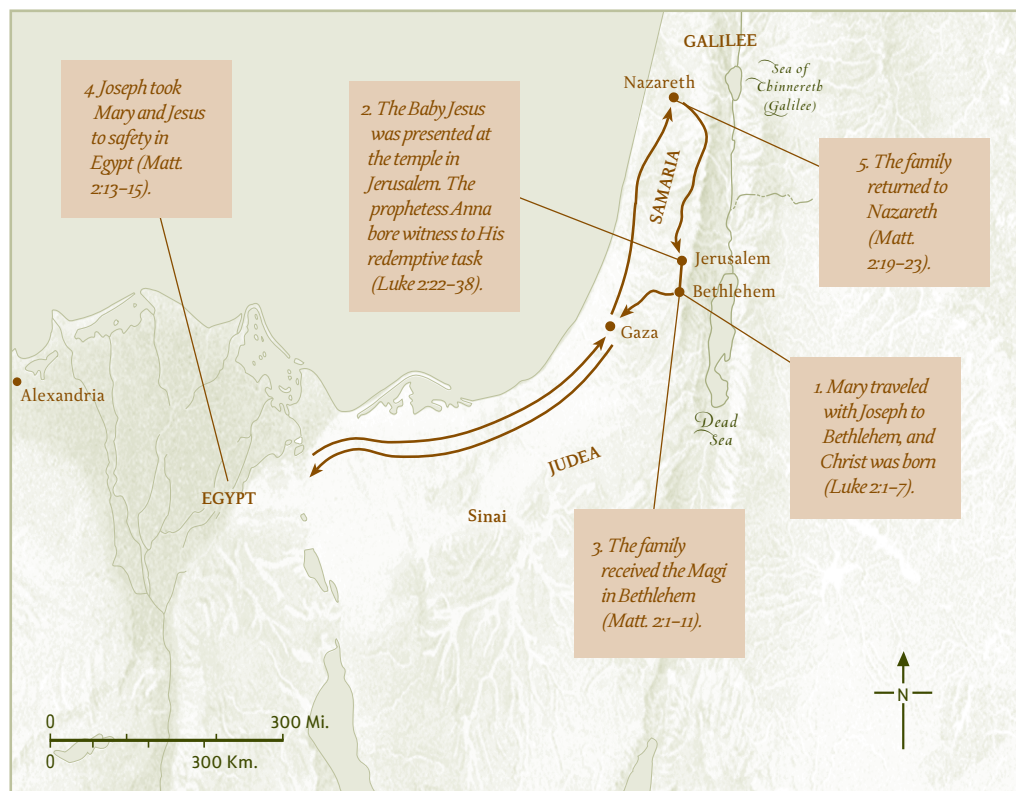 GALILEE
Sea of
Chinnereth
(Galilee)
Nazareth
4. Joseph took
Mary and Jesus
to safety in
Egypt (Matt.
2:13–15).
2. The Baby Jesus
was presented at
the temple in
Jerusalem. The
prophetess Anna
bore witness to His
redemptive task
(Luke 2:22–38).
5. The family
returned to
Nazareth
(Matt.
2:19–23).
SAMARIA
Jerusalem
Bethlehem
Gaza
Alexandria
1. Mary traveled
with Joseph to
Bethlehem, and
Christ was born
(Luke 2:1–7).
Dead
Sea
JUDEA
EGYPT
Sinai
3. The family
received the Magi
in Bethlehem
(Matt. 2:1–11).
N
0 300 Mi.
0 300 Km.